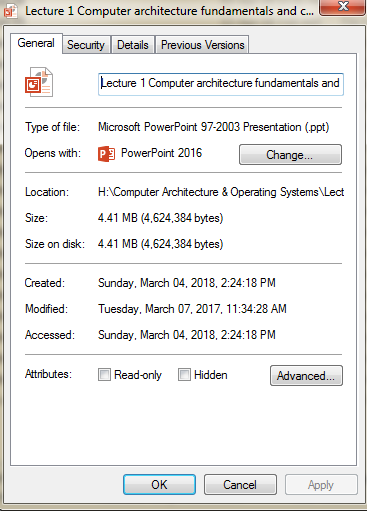 Lecture 1 Computer architecture fundamentals and c...
General Security Details Previous Versions
Lecture 1 Computer architecture fundamentals and
Type of file: Microsoft PowerPoint 97-2003 Presentation (.ppt)
Opens with: PowerPoint 2016 Change...
Location: H:\Computer Architecture & Operating Systems\Lect
Size: 4.41 MB (4,624,384 bytes)
Size on disk: 4.41 MB (4,624,384 bytes)
Created: Sunday, March 04, 2018, 2:24:18 PM
Modified: Tuesday, March 07, 2017, 11:34:28 AM
Accessed: Sunday, March 04, 2018, 2:24:18 PM
Attributes: Read-only Hidden Advanced...
OK Cancel Apply